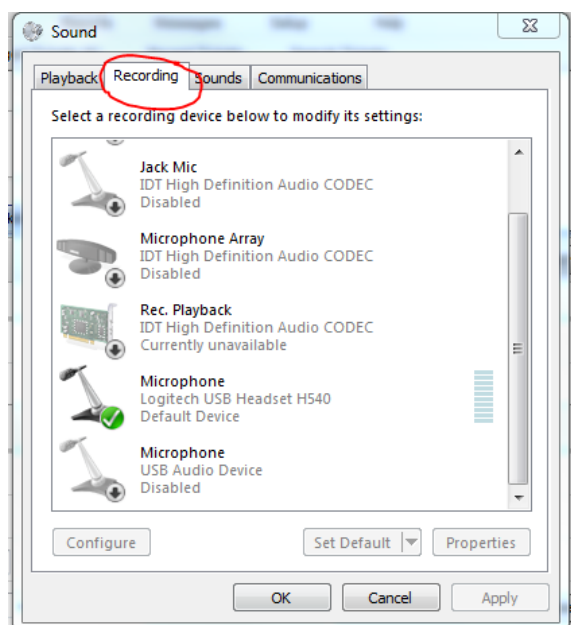 Sound
Playback Recording Sounds Communications
Select a recording device below to modify its settings:
Jack Mic
IDT High Definition Audio CODEC
Disabled
Microphone Array
IDT High Definition Audio CODEC
Disabled
Rec. Playback
IDT High Definition Audio CODEC
Currently unavailable
Microphone
Logitech USB Headset H540
Default Device
Microphone
USB Audio Device
Disabled
Configure Set Default Properties
OK Cancel Apply